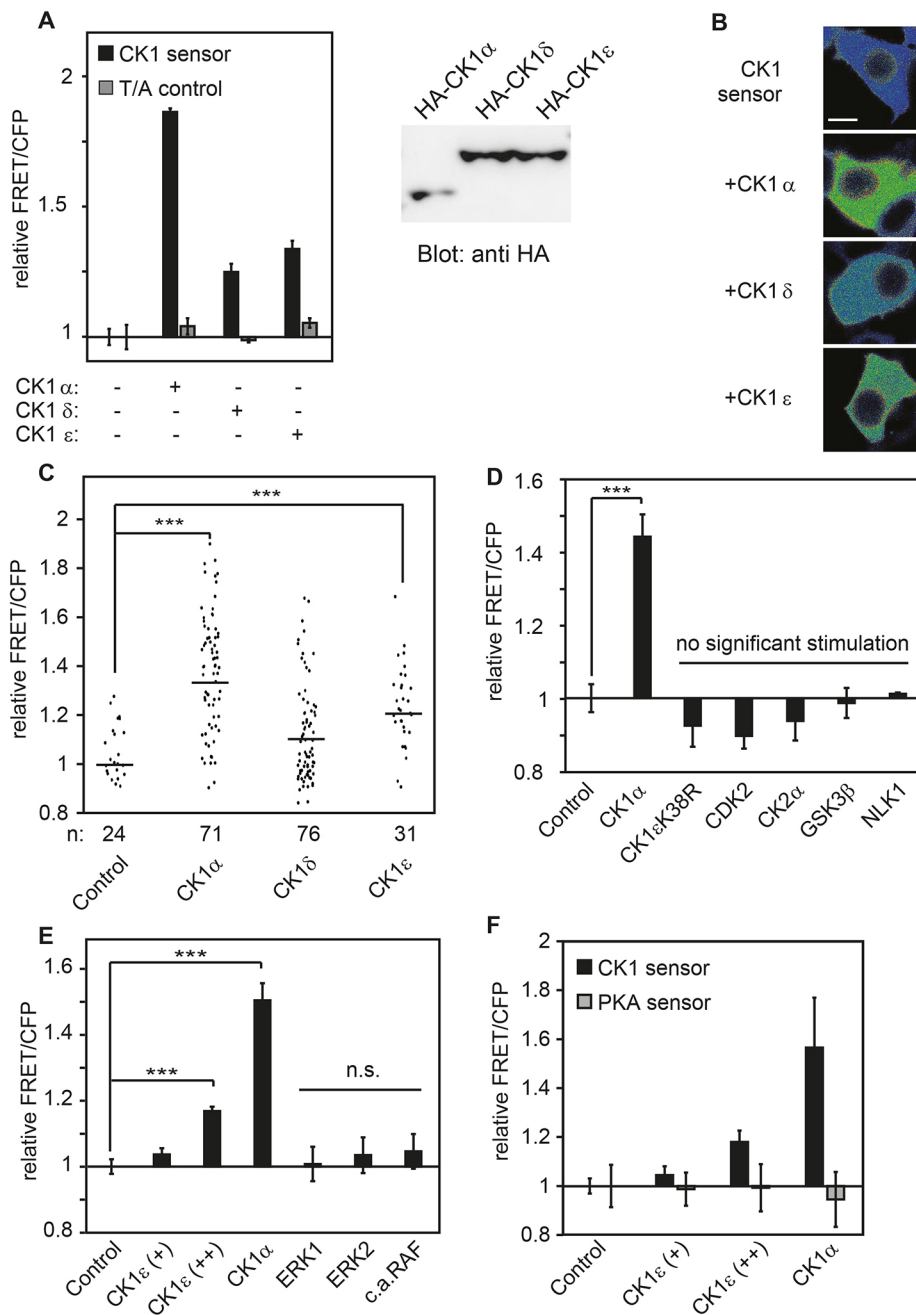 A
CK1 sensor
T/A control
relative FRET/CFP
2
1.5
1
CK1 α: - + - -
CK1 δ: - - + -
CK1 ε: - - - +
HA-CK1α
HA-CK1δ
HA-CK1ε
Blot: anti HA
B
CK1
sensor
+CK1 α
+CK1 δ
+CK1 ε
C
relative FRET/CFP
2
1.8
1.6
1.4
1.2
1
0.8
***
***
n: 24 71 76 31
Control
CK1α
CK1δ
CK1ε
D
relative FRET/CFP
1.6
1.4
1.2
1
0.8
***
no significant stimulation
Control
CK1α
CK1εK38R
CDK2
CK2α
GSK3β
NLK1
E
relative FRET/CFP
1.6
1.4
1.2
1
0.8
***
***
n.s.
Control
CK1ε (+)
CK1ε (++)
CK1α
ERK1
ERK2
c.a.RAF
F
CK1 sensor
PKA sensor
relative FRET/CFP
2
1.8
1.6
1.4
1.2
1
0.8
Control
CK1ε (+)
CK1ε (++)
CK1α